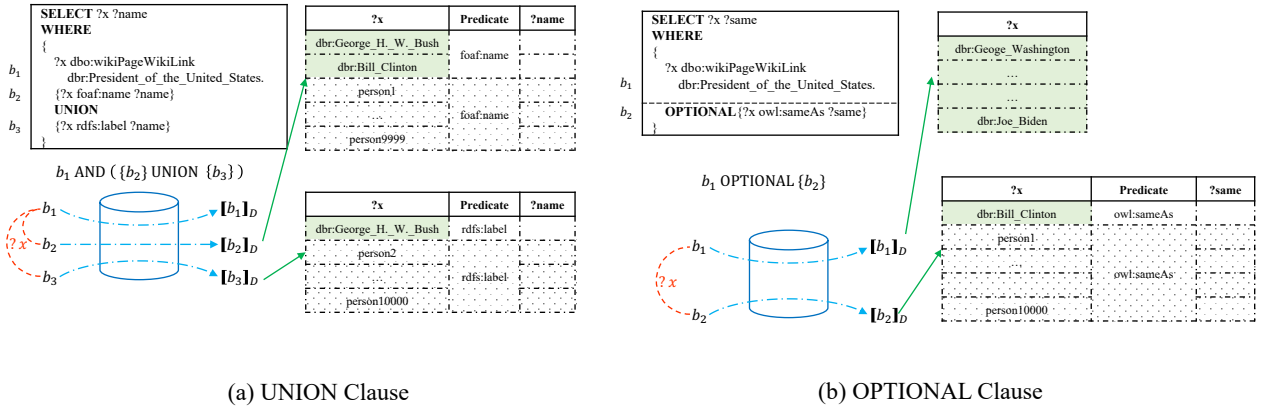 SELECT ?x ?name
WHERE
{
?x dbo:wikiPageWikiLink
b₁
dbr:President_of_the_United_States.
b₂ {?x foaf:name ?name}
UNION
b₃ {?x rdfs:label ?name}
}
?x Predicate ?name
dbr:George_H._W._Bush
foaf:name
dbr:Bill_Clinton
person1
...
foaf:name
person9999
b₁ AND ( {b₂} UNION {b₃} )
b₁ ⟦b₁⟧D
? x b₂ ⟦b₂⟧D
b₃ ⟦b₃⟧D
?x Predicate ?name
dbr:George_H._W._Bush rdfs:label
person2
... rdfs:label
person10000
(a) UNION Clause
SELECT ?x ?same
WHERE
{
?x dbo:wikiPageWikiLink
b₁
dbr:President_of_the_United_States.
b₂ OPTIONAL{?x owl:sameAs ?same}
}
?x
dbr:Geoge_Washington
...
...
dbr:Joe_Biden
b₁ OPTIONAL {b₂}
b₁ ⟦b₁⟧D
? x
b₂ ⟦b₂⟧D
?x Predicate ?same
dbr:Bill_Clinton owl:sameAs
person1
...
owl:sameAs
person10000
(b) OPTIONAL Clause